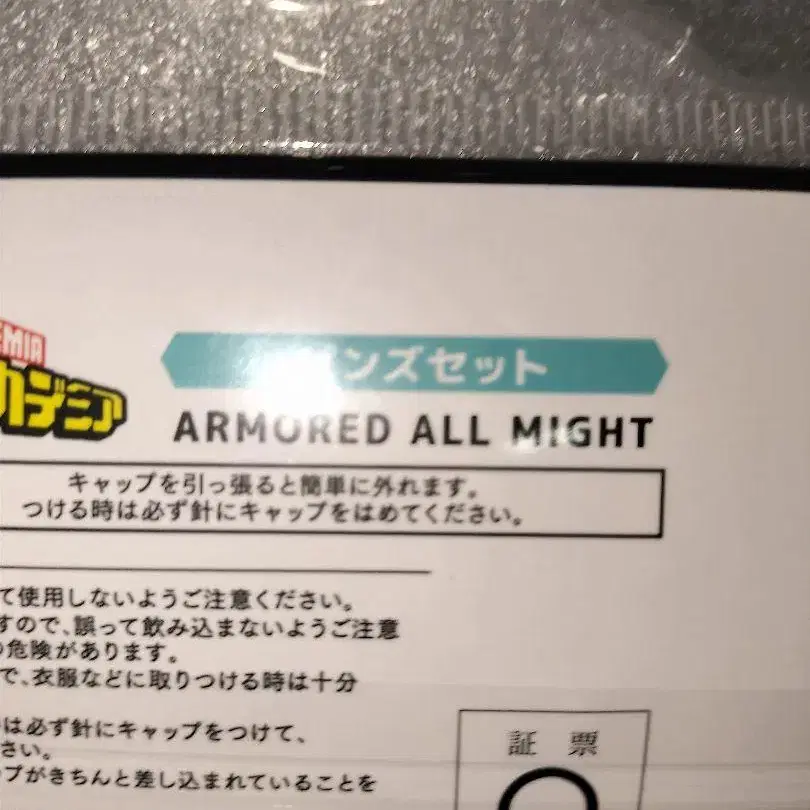 EMIA
カデミア
ンズセット
ARMORED ALL MIGHT
キャップを引っ張ると簡単に外れます。
つける時は必ず針にキャップをはめてください。
て使用しないようご注意ください。
すので、誤って飲み込まないようご注意
の危険があります。
で、衣服などに取りつける時は十分
は必ず針にキャップをつけて、
さい。
プがきちんと差し込まれていることを
証 票